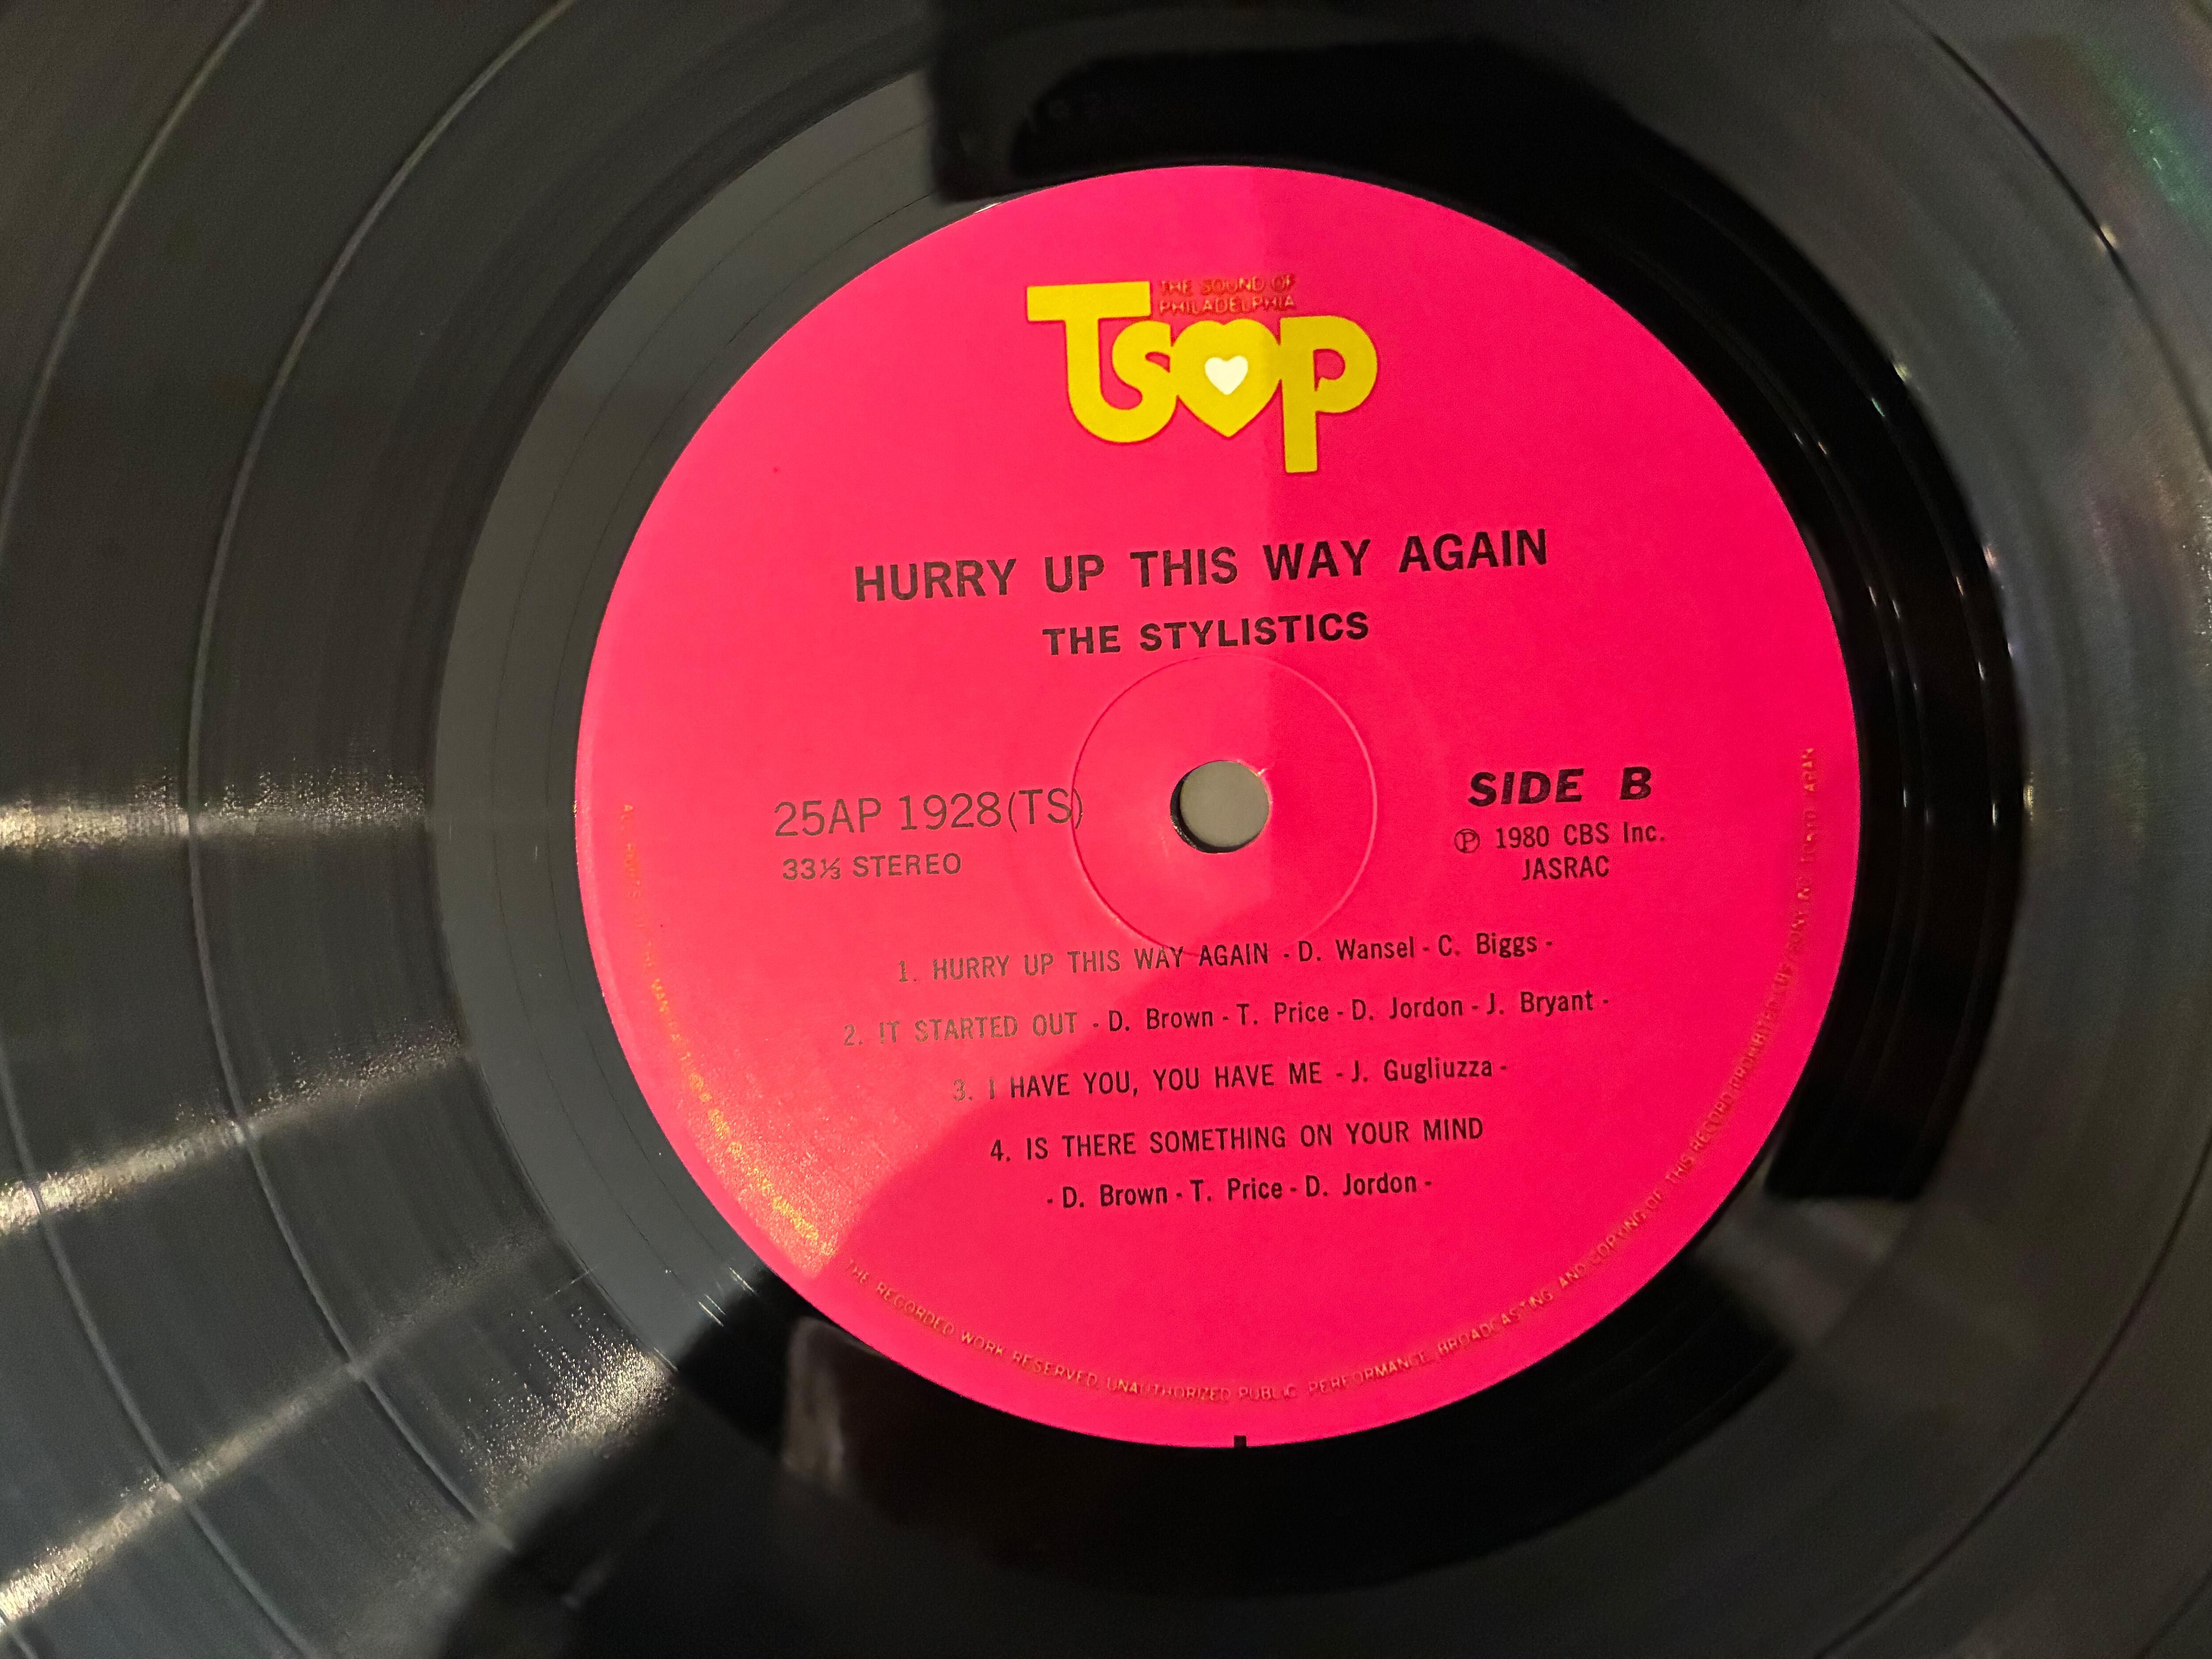 THE SOUND OF
PHILADELPHIA
TSOP
HURRY UP THIS WAY AGAIN
THE STYLISTICS
25AP 1928(TS)
33⅓ STEREO
SIDE B
℗ 1980 CBS Inc.
JASRAC
1. HURRY UP THIS WAY AGAIN - D. Wansel - C. Biggs -
2. IT STARTED OUT - D. Brown - T. Price - D. Jordon - J. Bryant -
3. I HAVE YOU, YOU HAVE ME - J. Gugliuzza -
4. IS THERE SOMETHING ON YOUR MIND
- D. Brown - T. Price - D. Jordon -
THE RECORDED WORK RESERVED. UNAUTHORIZED PUBLIC PERFORMANCE, BROADCASTING AND COPYING OF THIS RECORD PROHIBITED